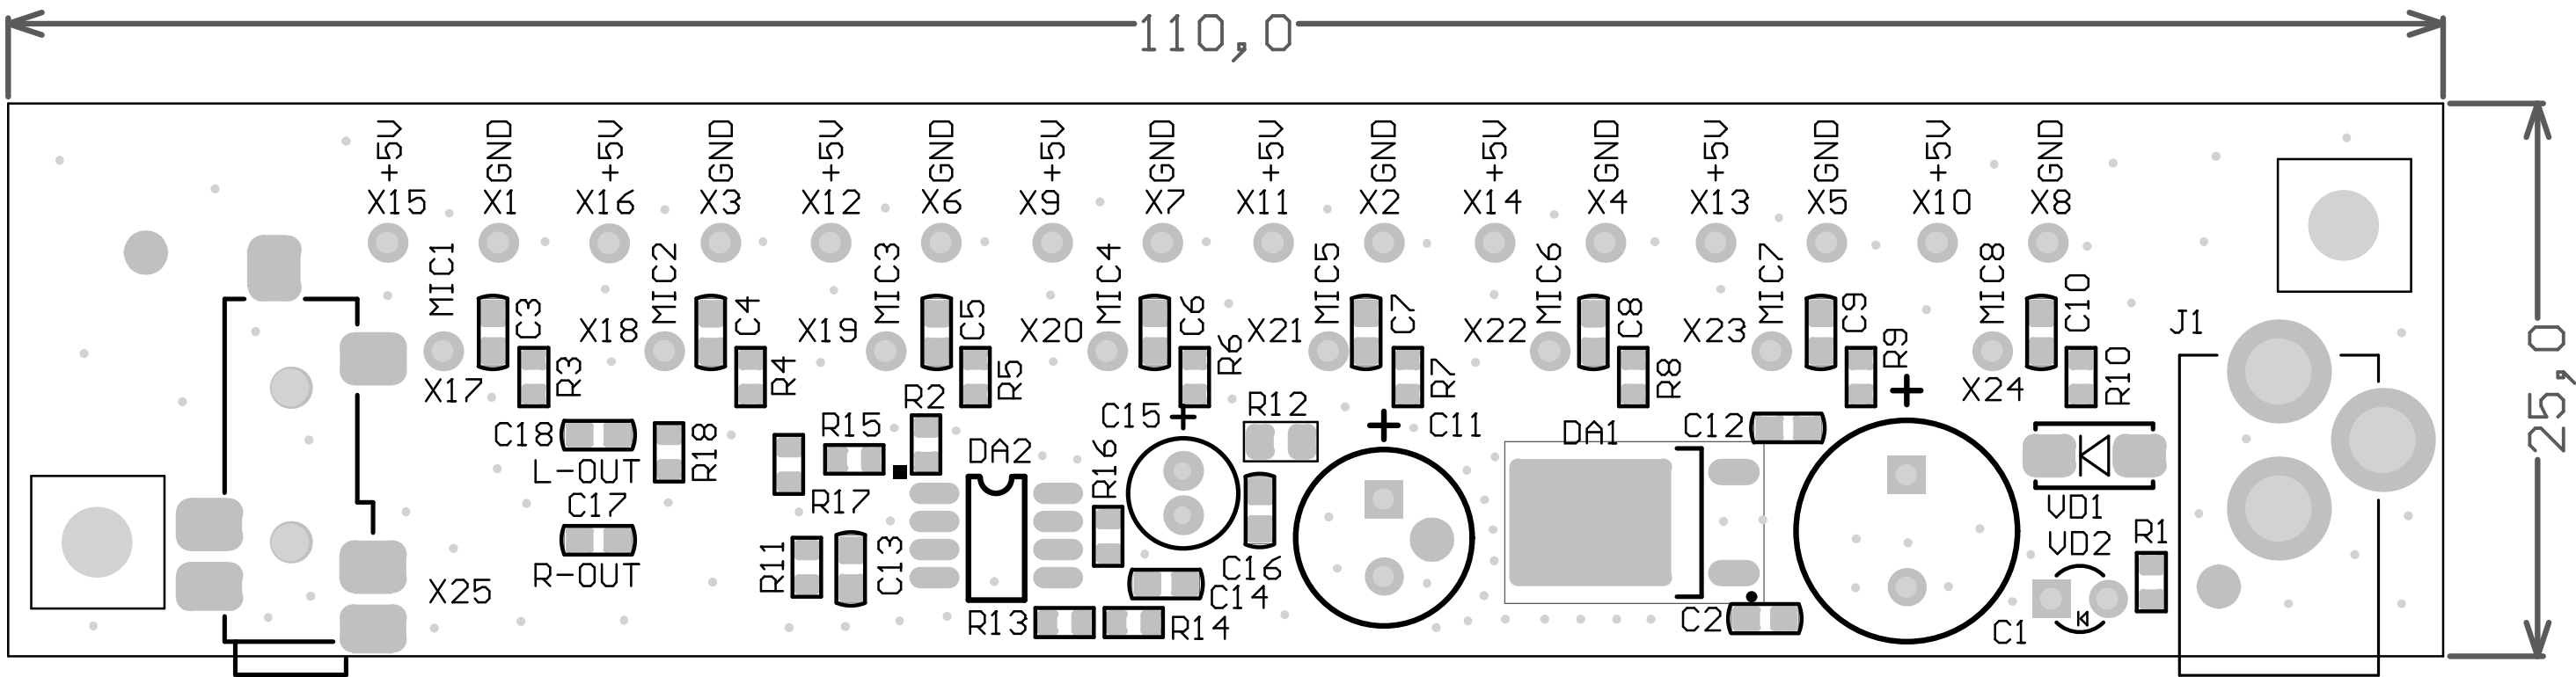 110,0
+5V GND +5V GND +5V GND +5V GND +5V GND +5V GND +5V GND +5V GND
X15 X1 X16 X3 X12 X6 X9 X7 X11 X2 X14 X4 X13 X5 X10 X8
MIC1 MIC2 MIC3 MIC4 MIC5 MIC6 MIC7 MIC8
C3 C4 C5 C6 C7 C8 C9 C10
X18 X19 X20 X21 X22 X23 J1
25,0
X17 R3 R4 R5 R6 R7 R8 R9 X24 R10
R2 C15 + R12 + C11 + C12
C18 R18 R15 DA2 R16 DA1
L-OUT
C17 R17 VD1
R-OUT R11 C13 C16 VD2 R1
X25 C14
R13 R14 C2 C1